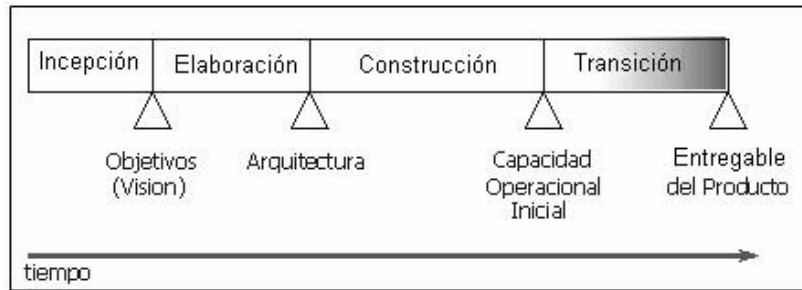 Incepción Elaboración Construcción Transición
Objetivos
(Vision)
Arquitectura
Capacidad
Operacional
Inicial
Entregable
del Producto
tiempo